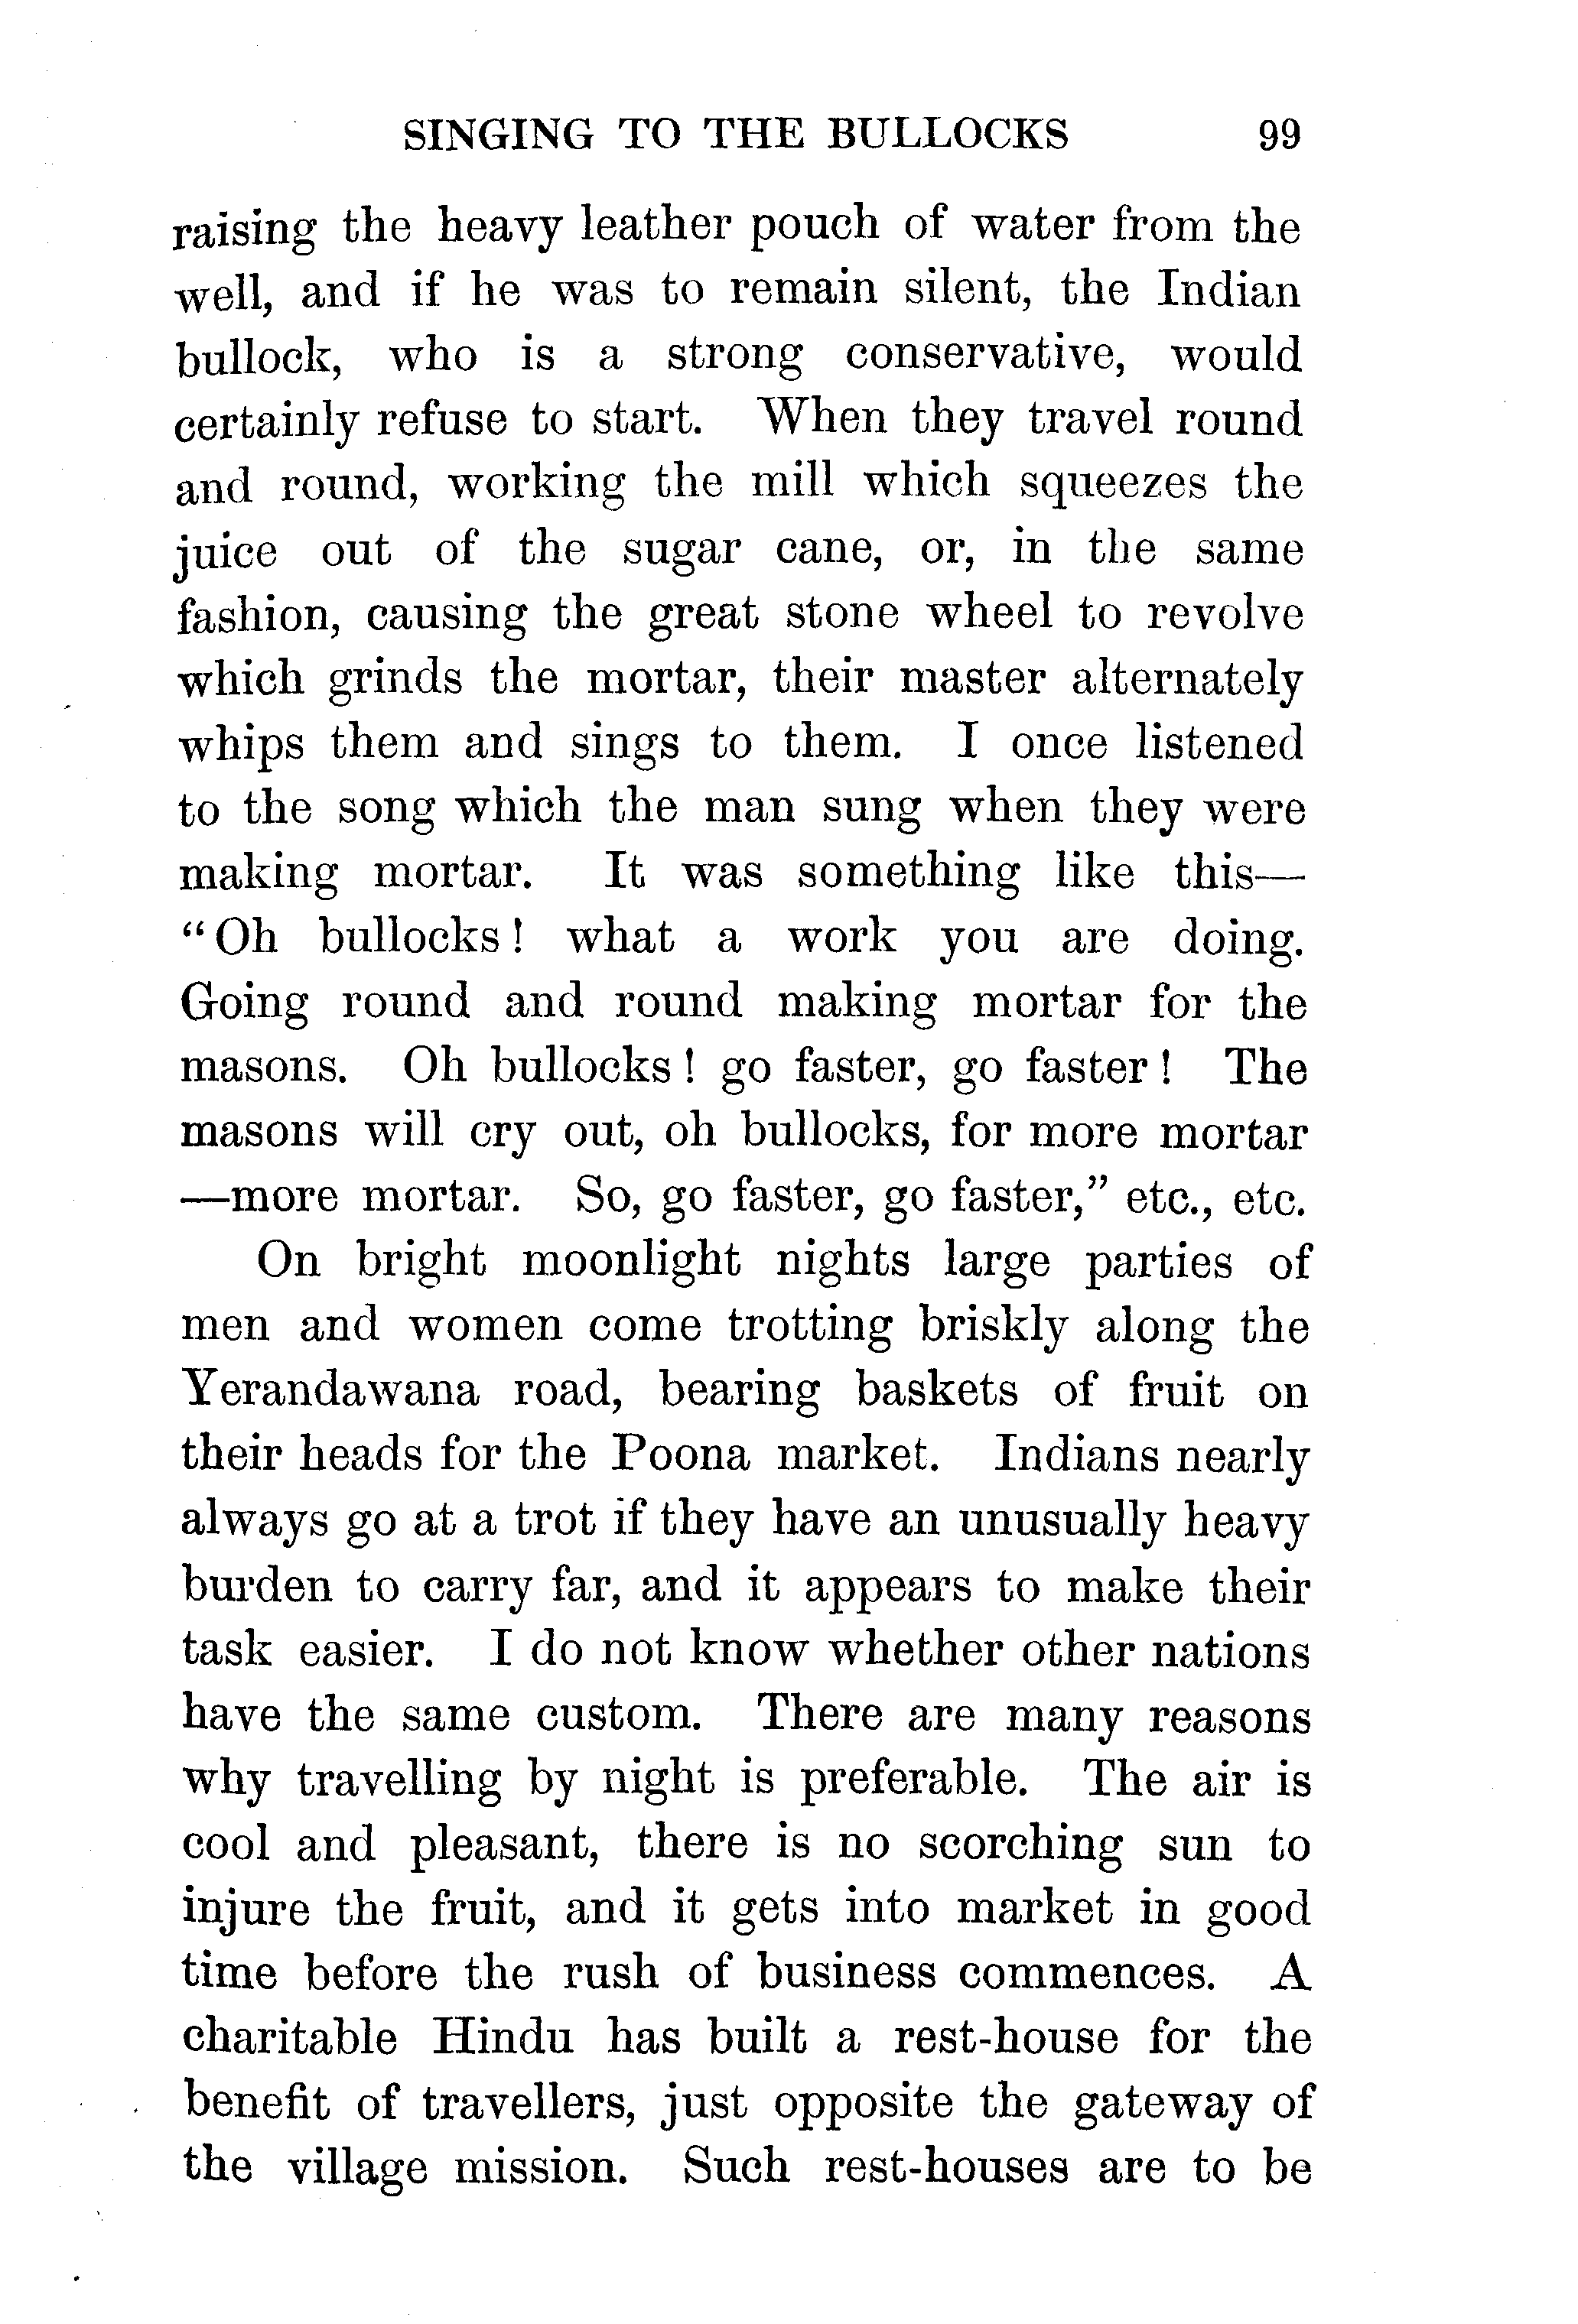 SINGING TO THE BULLOCKS 99
raising the heavy leather pouch of water from the
well, and if he was to remain silent, the Indian
bullock, who is a strong conservative, would
certainly refuse to start. When they travel round
and round, working the mill which squeezes the
juice out of the sugar cane, or, in the same
fashion, causing the great stone wheel to revolve
which grinds the mortar, their master alternately
whips them and sings to them. I once listened
to the song which the man sung when they were
making mortar. It was something like this—
“Oh bullocks! what a work you are doing.
Going round and round making mortar for the
masons. Oh bullocks! go faster, go faster! The
masons will cry out, oh bullocks, for more mortar
—more mortar. So, go faster, go faster,” etc., etc.
On bright moonlight nights large parties of
men and women come trotting briskly along the
Yerandawana road, bearing baskets of fruit on
their heads for the Poona market. Indians nearly
always go at a trot if they have an unusually heavy
burden to carry far, and it appears to make their
task easier. I do not know whether other nations
have the same custom. There are many reasons
why travelling by night is preferable. The air is
cool and pleasant, there is no scorching sun to
injure the fruit, and it gets into market in good
time before the rush of business commences. A
charitable Hindu has built a rest-house for the
benefit of travellers, just opposite the gateway of
the village mission. Such rest-houses are to be